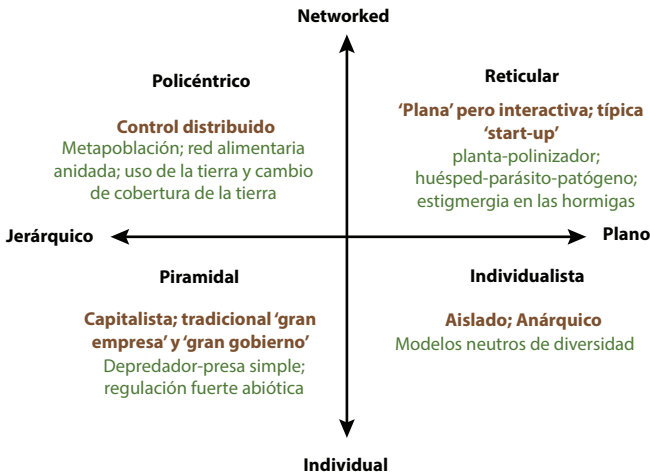 Networked
Policéntrico
Control distribuido
Metapoblación; red alimentaria
anidada; uso de la tierra y cambio
de cobertura de la tierra
Reticular
‘Plana’ pero interactiva; típica
‘start-up’
planta-polinizador;
huésped-parásito-patógeno;
estigmergia en las hormigas
Jerárquico
Plano
Piramidal
Capitalista; tradicional ‘gran
empresa’ y ‘gran gobierno’
Depredador-presa simple;
regulación fuerte abiótica
Individualista
Aislado; Anárquico
Modelos neutros de diversidad
Individual